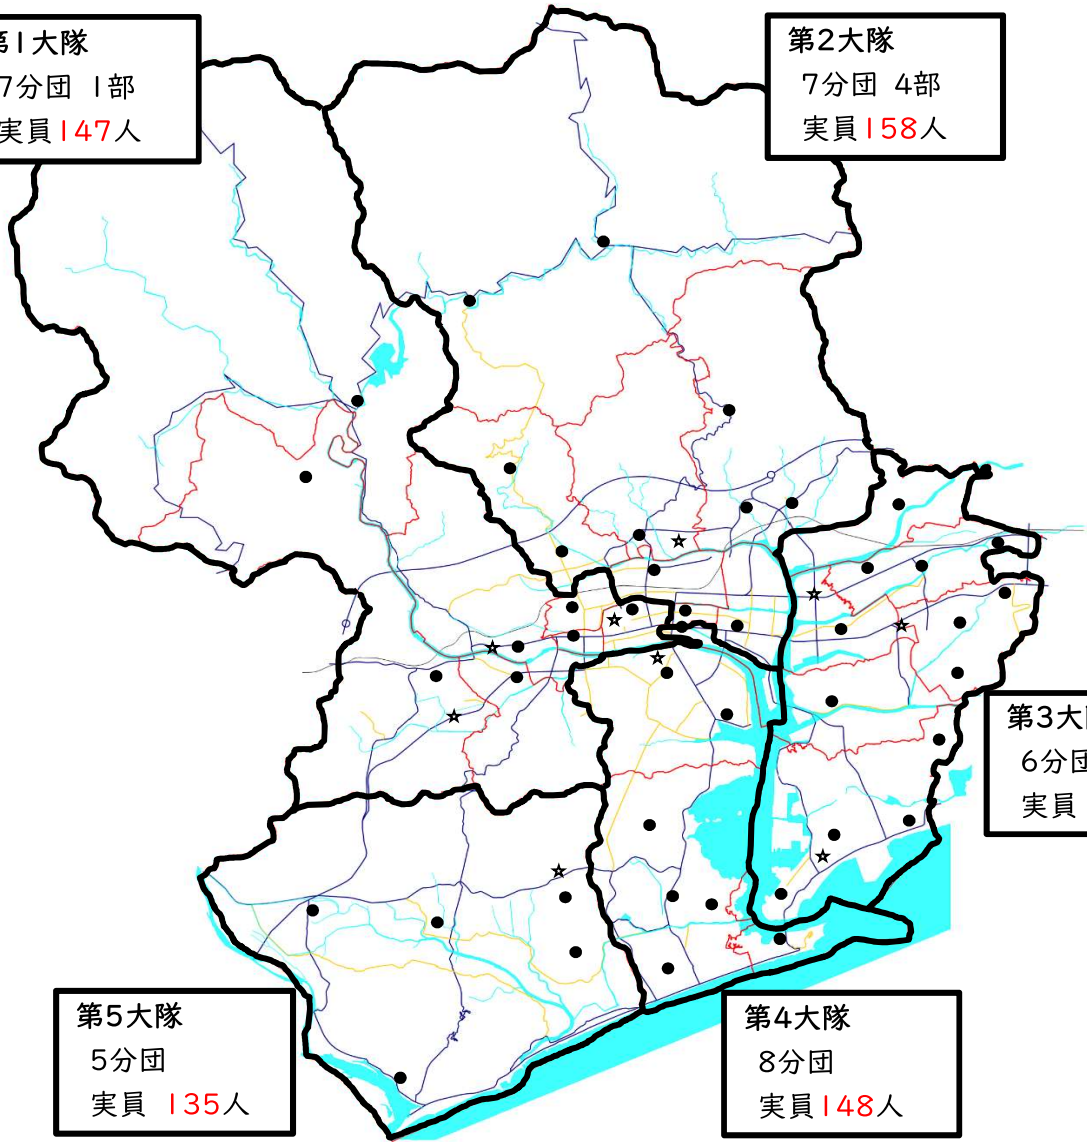 第1大隊
7分団 1部
実員147人
第2大隊
7分団 4部
実員158人
第3大
6分団
実員
第5大隊
5分団
実員 135人
第4大隊
8分団
実員148人